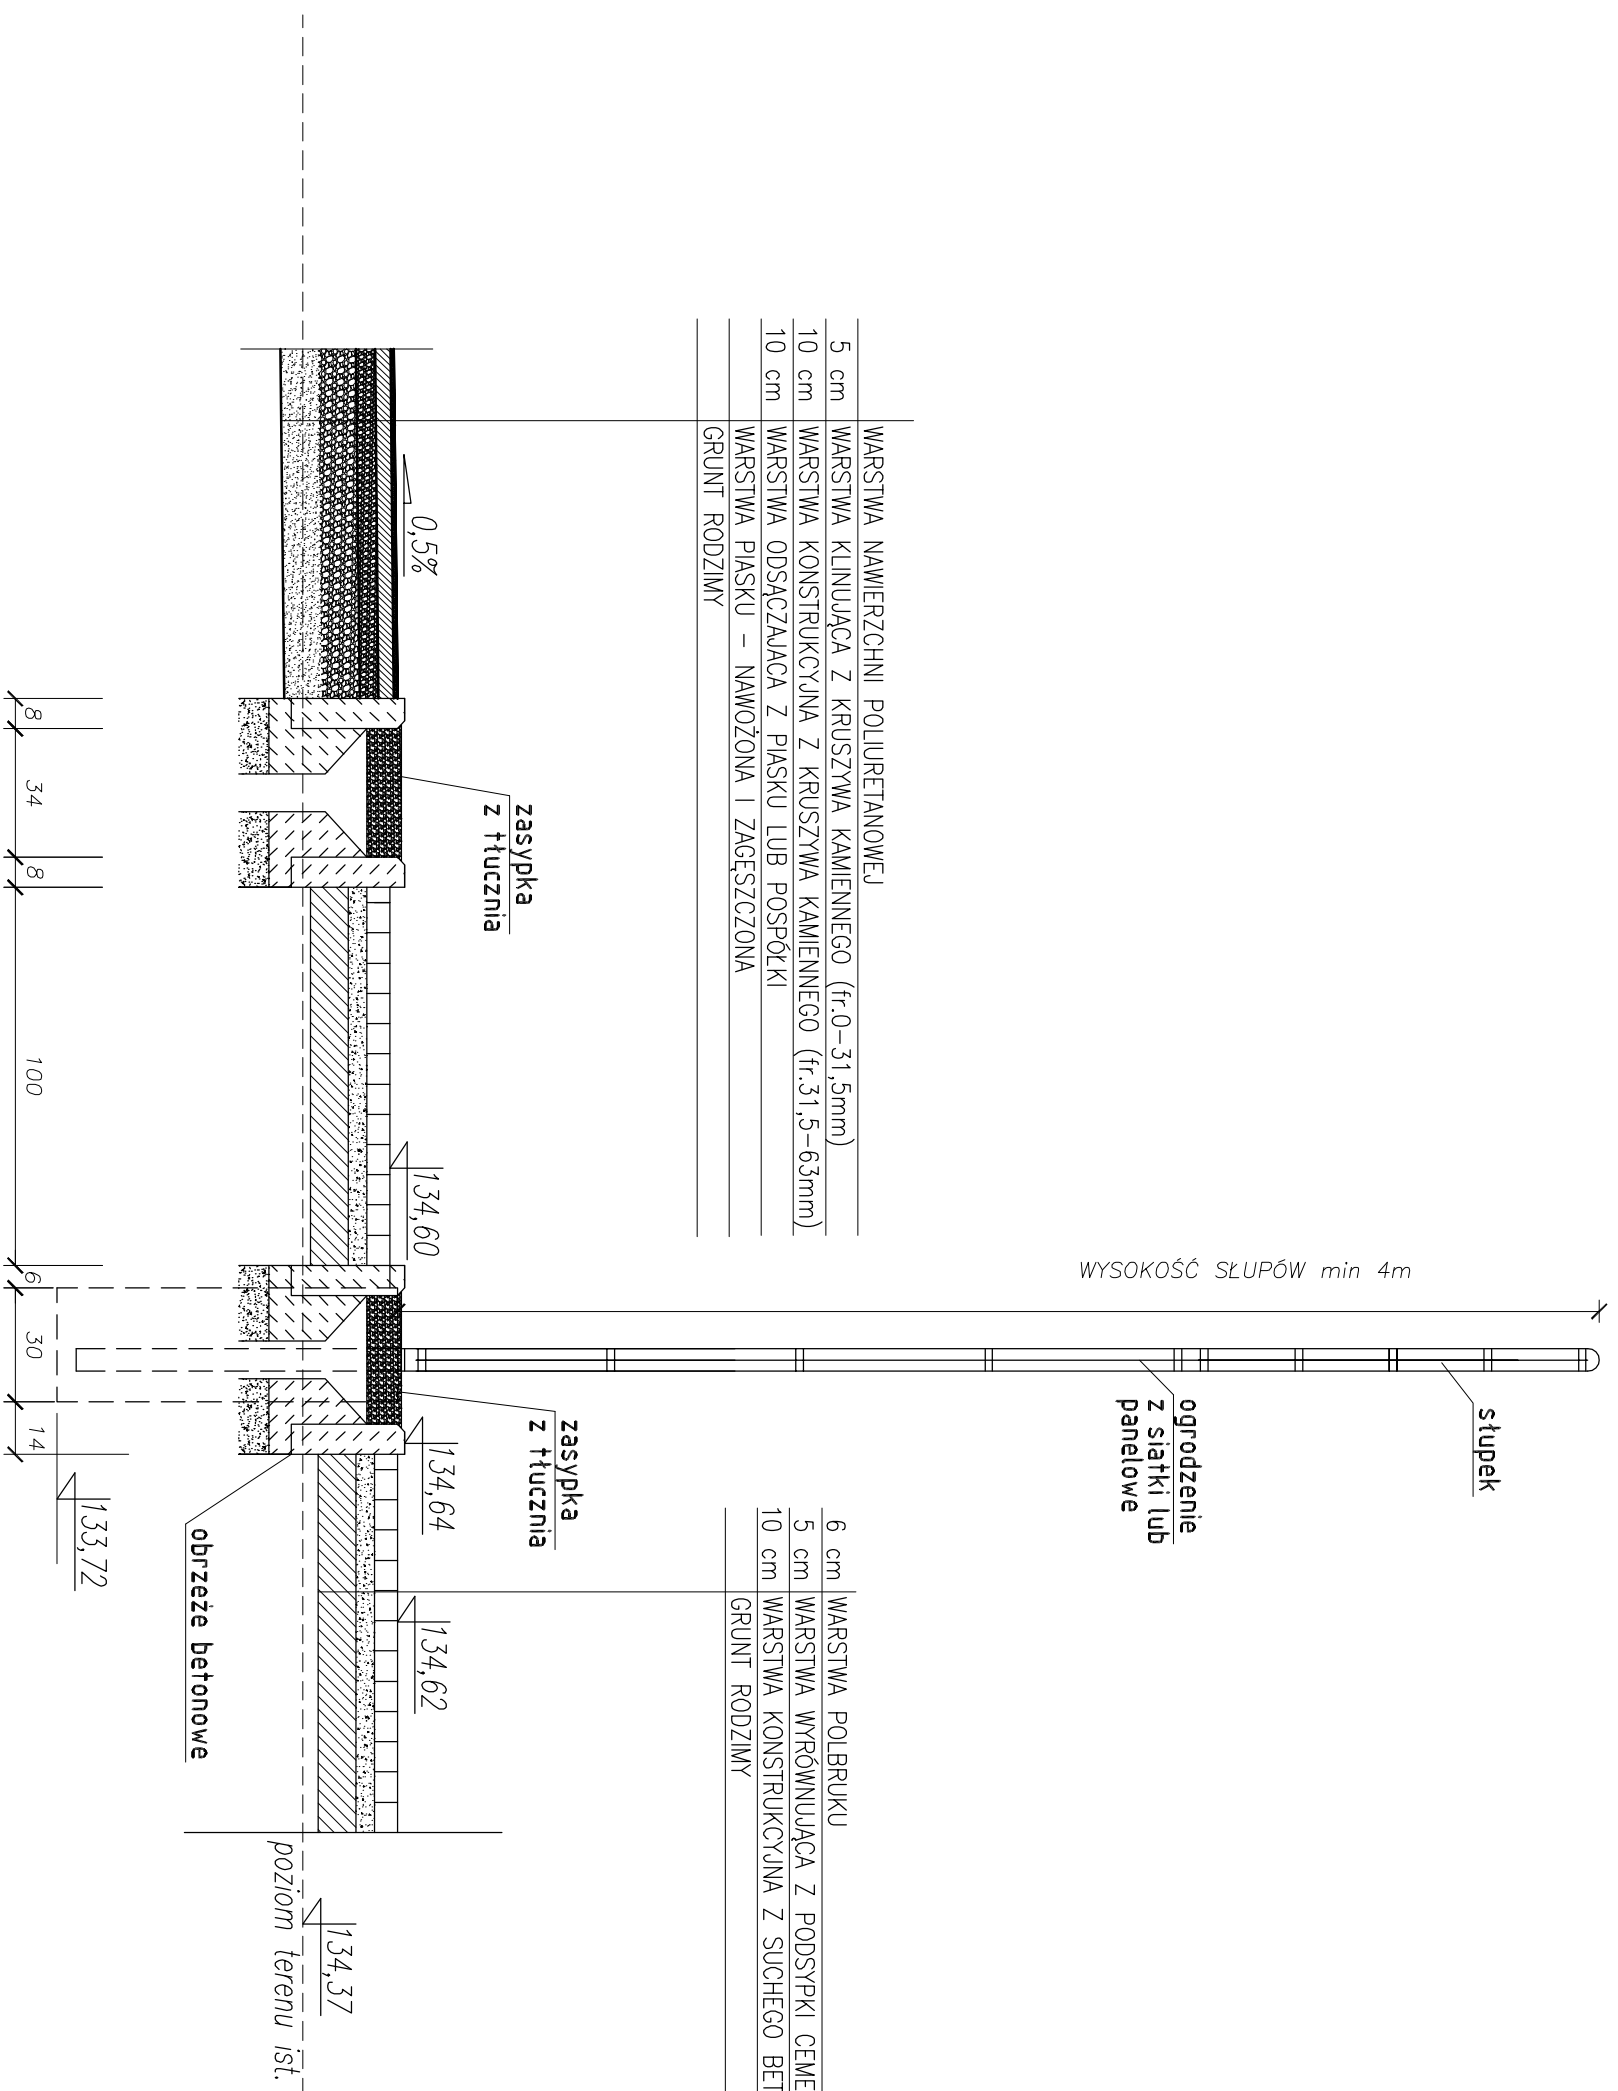 WARSTWA NAWIERZCHNI POLIURETANOWEJ
5 cm WARSTWA KLINUJĄCA Z KRUSZYWA KAMIENNEGO (fr.0-31,5mm)
10 cm WARSTWA KONSTRUKCYJNA Z KRUSZYWA KAMIENNEGO (fr.31,5-63mm)
10 cm WARSTWA ODSĄCZAJACA Z PIASKU LUB POSPÓŁKI
WARSTWA PIASKU - NAWOŻONA I ZAGĘSZCZONA
GRUNT RODZIMY
WYSOKOŚĆ SŁUPÓW min 4m
słupek
ogrodzenie
z siatki lub
panelowe
6 cm WARSTWA POLBRUKU
5 cm WARSTWA WYRÓWNUJĄCA Z PODSYPKI CEME
10 cm WARSTWA KONSTRUKCYJNA Z SUCHEGO BET
GRUNT RODZIMY
zasypka
z tłucznia
zasypka
z tłucznia
0,5%
134,60
134,64
134,62
134,37
poziom terenu ist.
obrzeże betonowe
133,72
8
34
8
100
6
30
14